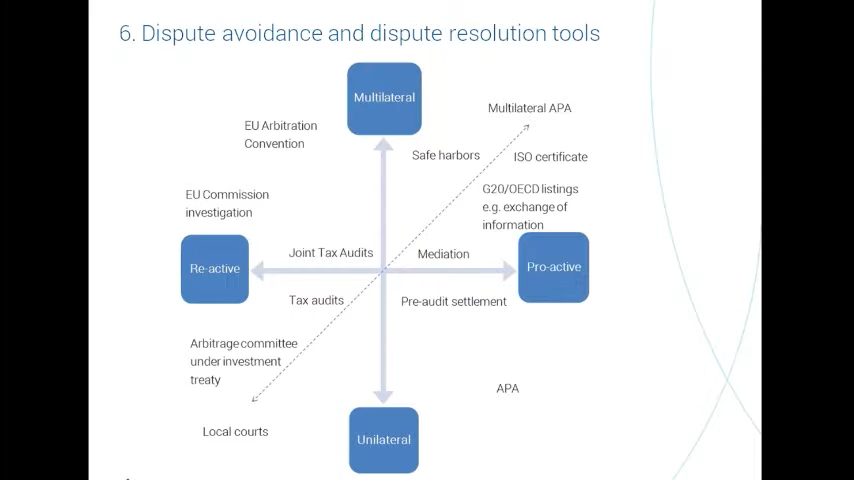 6. Dispute avoidance and dispute resolution tools
Multilateral
Multilateral APA
EU Arbitration
Convention
Safe harbors
ISO certificate
EU Commission
investigation
G20/OECD listings
e.g. exchange of
information
Joint Tax Audits
Mediation
Re-active
Pro-active
Tax audits
Pre-audit settlement
Arbitrage committee
under investment
treaty
APA
Local courts
Unilateral